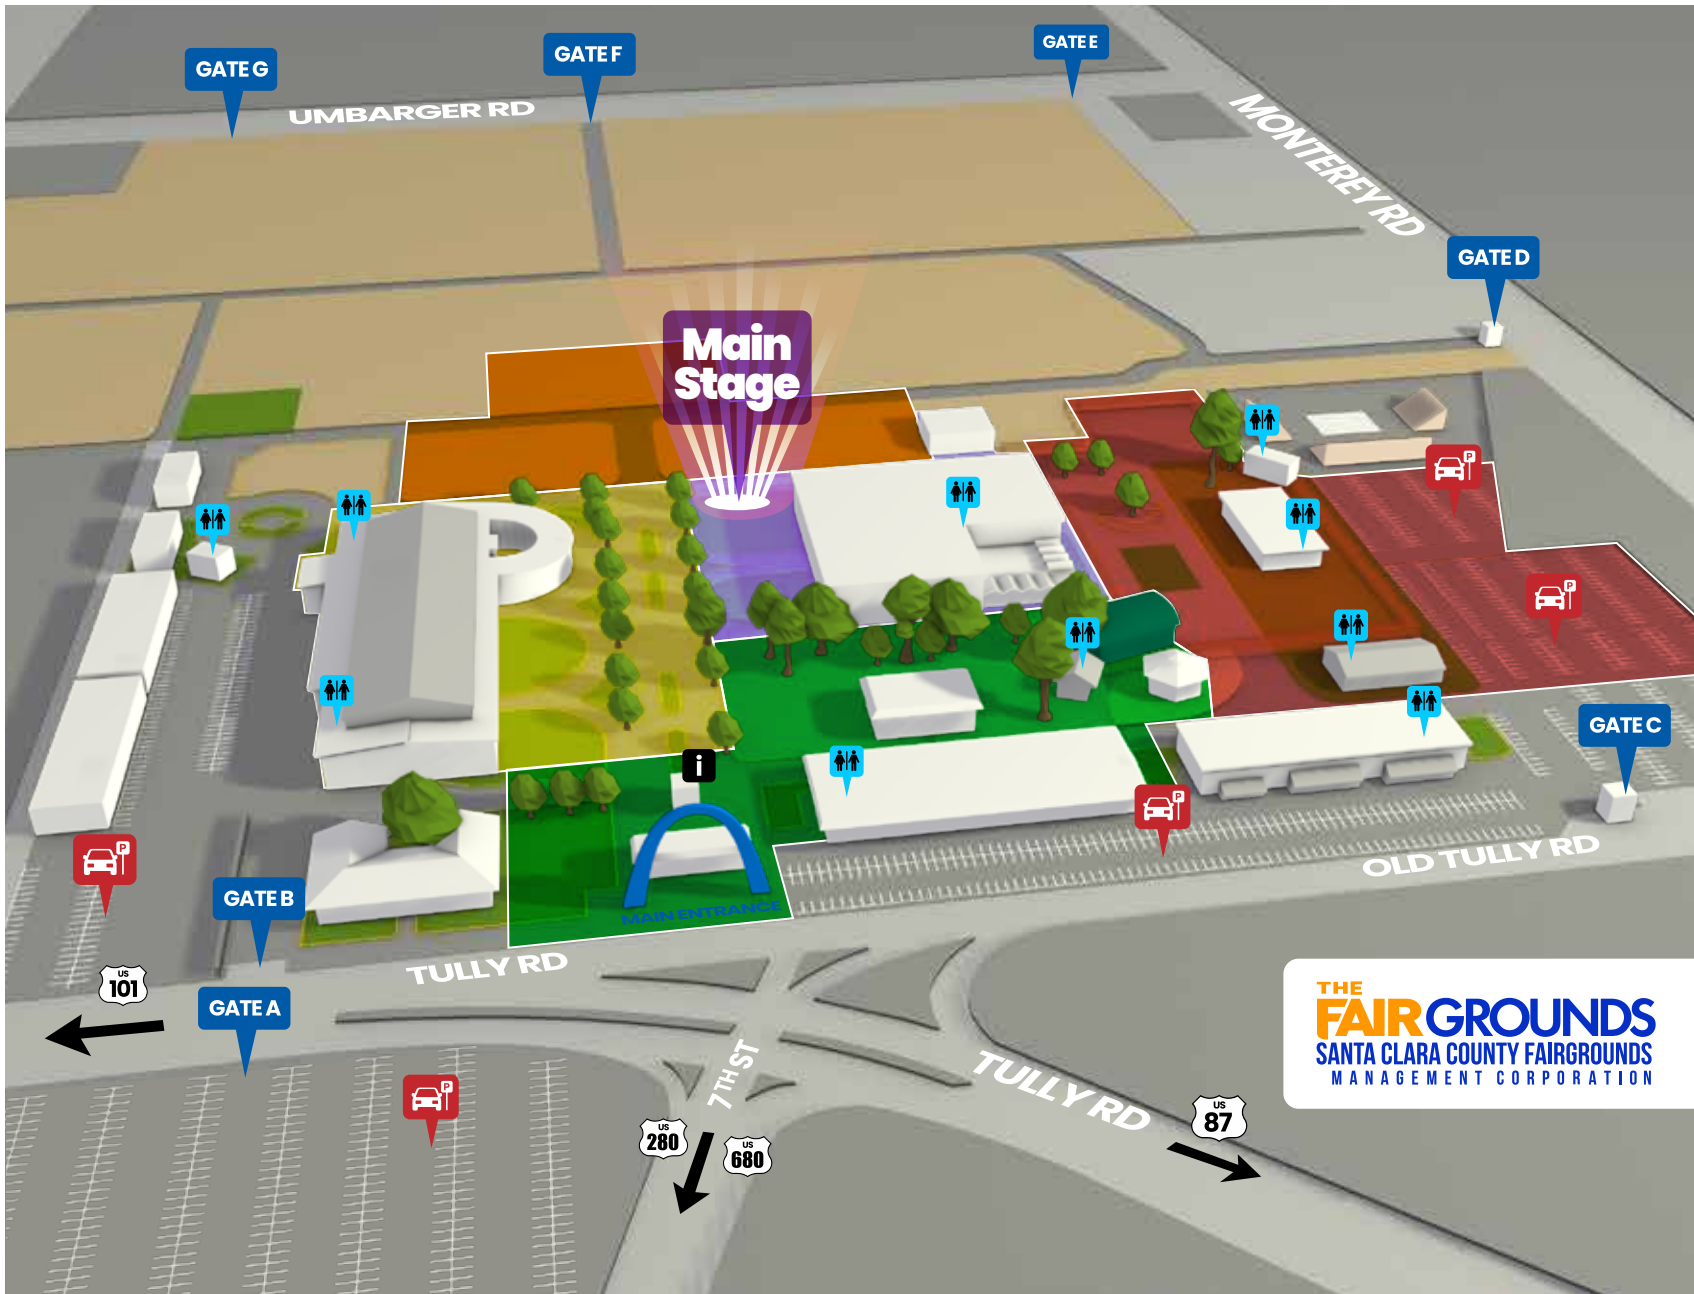 GATE G
GATE F
GATE E
UMBARGER RD
MONTEREY RD
GATE D
Main
Stage
P
P
i
GATE C
P
P
OLD TULLY RD
GATE B
MAIN ENTRANCE
TULLY RD
US
101
GATE A
THE
FAIRGROUNDS
SANTA CLARA COUNTY FAIRGROUNDS
MANAGEMENT CORPORATION
P
7TH ST
TULLY RD
US
87
US
280
US
680